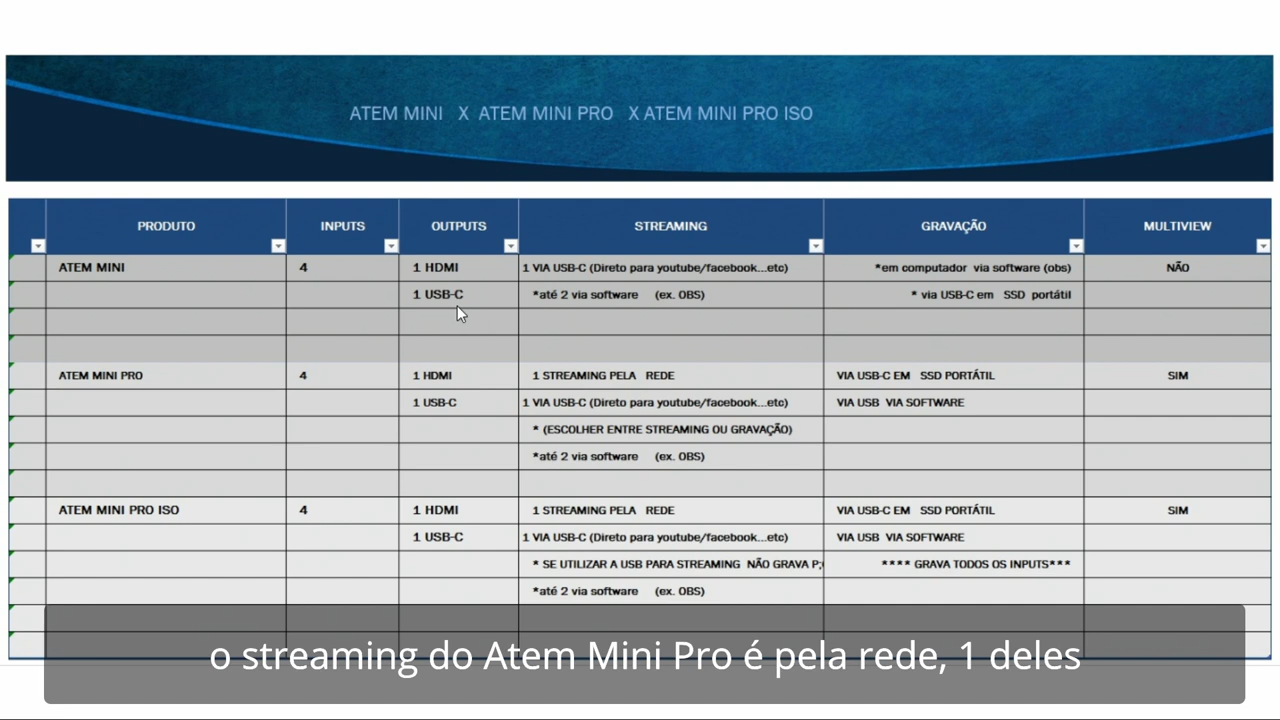 ATEM MINI X ATEM MINI PRO X ATEM MINI PRO ISO
PRODUTO INPUTS OUTPUTS STREAMING GRAVAÇÃO MULTIVIEW
ATEM MINI 4 1 HDMI 1 VIA USB-C (Direto para youtube/facebook...etc) *em computador via software (obs) NÃO
1 USB-C *até 2 via software (ex. OBS) * via USB-C em SSD portátil
ATEM MINI PRO 4 1 HDMI 1 STREAMING PELA REDE VIA USB-C EM SSD PORTÁTIL SIM
1 USB-C 1 VIA USB-C (Direto para youtube/facebook...etc) VIA USB VIA SOFTWARE
* (ESCOLHER ENTRE STREAMING OU GRAVAÇÃO)
*até 2 via software (ex. OBS)
ATEM MINI PRO ISO 4 1 HDMI 1 STREAMING PELA REDE VIA USB-C EM SSD PORTÁTIL SIM
1 USB-C 1 VIA USB-C (Direto para youtube/facebook...etc) VIA USB VIA SOFTWARE
* SE UTILIZAR A USB PARA STREAMING NÃO GRAVA **** GRAVA TODOS OS INPUTS***
*até 2 via software (ex. OBS)
o streaming do Atem Mini Pro é pela rede, 1 deles